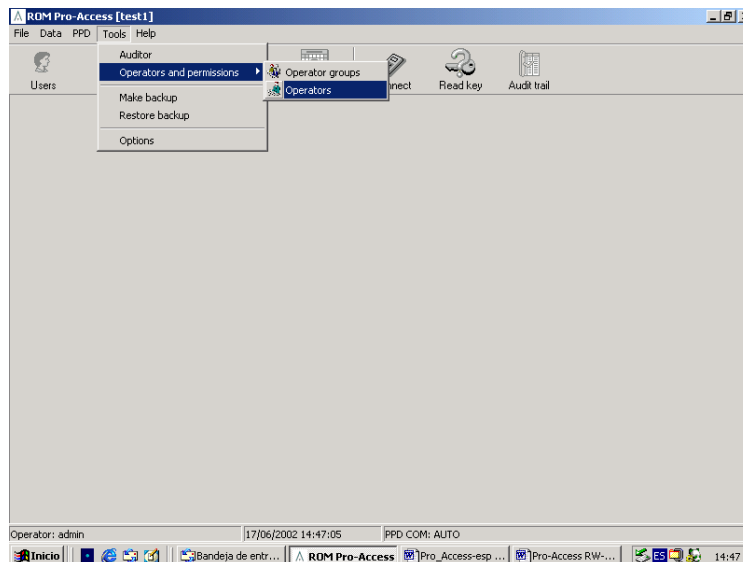 ROM Pro-Access [test1]
File Data PPD Tools Help
Auditor
Operators and permissions
Operator groups
Operators
Make backup
Restore backup
Options
Users
Read key
Audit trail
Operator: admin
17/06/2002 14:47:05
PPD COM: AUTO
Inicio
Bandeja de entr...
ROM Pro-Access
Pro_Access-esp ...
Pro-Access RW-...
ES
14:47